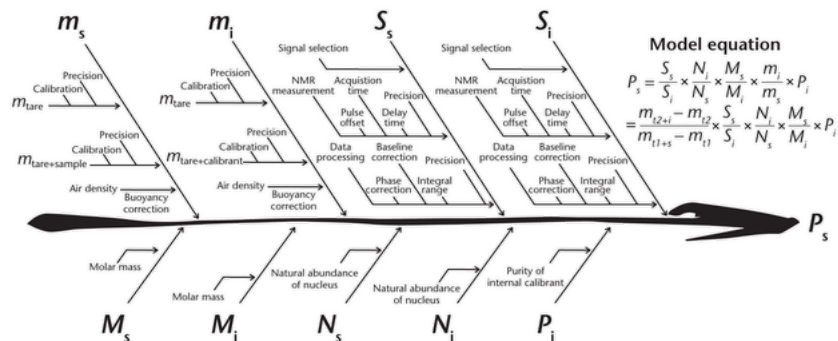 m_s
Precision
Calibration
m_tare
Calibration
Precision
m_tare+sample
Air density
Buoyancy
correction
m_i
Precision
Calibration
m_tare
Precision
Calibration
m_tare+calibrant
Air density
Buoyancy
correction
S_s
Signal selection
NMR
measurement
Acquistion
time
Precision
Pulse
offset
Delay
time
Data
processing
Baseline
correction
Precision
Phase
correction
Integral
range
S_i
Signal selection
NMR
measurement
Acquistion
time
Precision
Pulse
offset
Delay
time
Data
processing
Baseline
correction
Precision
Phase
correction
Integral
range
Model equation
P_s = S_s/S_i × N_i/N_s × M_s/M_i × m_i/m_s × P_i
= (m_t2+i − m_t2)/(m_t1+s − m_t1) × S_s/S_i × N_i/N_s × M_s/M_i × P_i
P_s
Molar mass
M_s
Molar mass
M_i
Natural abundance
of nucleus
N_s
Natural abundance
of nucleus
N_i
Purity of
internal calibrant
P_i